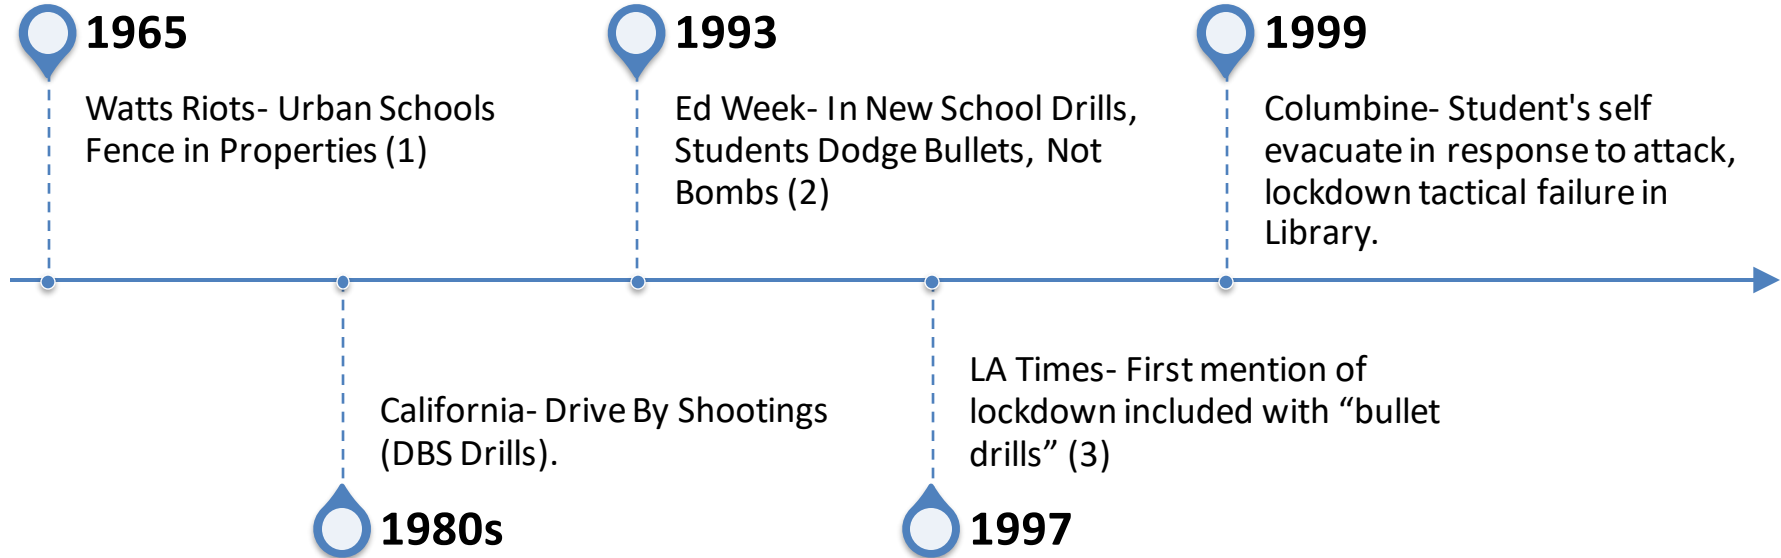 1965
Watts Riots- Urban Schools
Fence in Properties (1)
1980s
California- Drive By Shootings
(DBS Drills).
1993
Ed Week- In New School Drills,
Students Dodge Bullets, Not
Bombs (2)
1997
LA Times- First mention of
lockdown included with “bullet
drills” (3)
1999
Columbine- Student's self
evacuate in response to attack,
lockdown tactical failure in
Library.